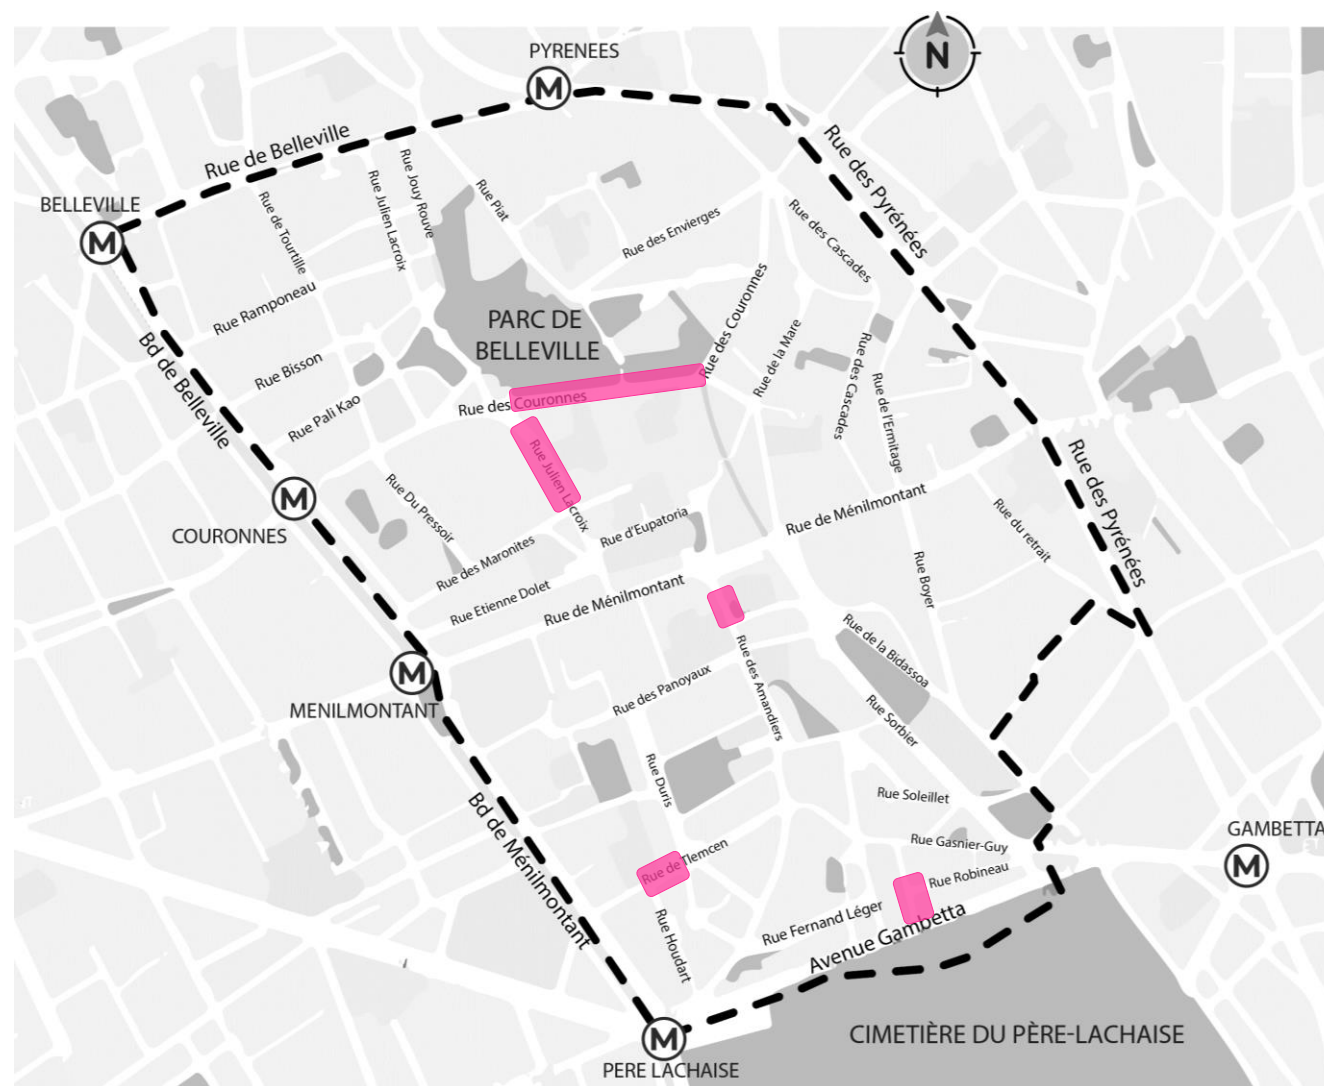 N
PYRENEES
M
Rue de Belleville
Rue des Pyrénées
BELLEVILLE
M
Rue de Tourtille
Rue Julien Lacroix
Rue Jouy Rouve
Rue Piat
Rue des Envierges
Rue des Cascades
Rue Ramponeau
PARC DE
BELLEVILLE
Rue des Couronnes
Rue de la Mare
Rue des Cascades
Rue de l'Ermitage
Bd de Belleville
Rue Bisson
Rue Pali Kao
Rue des Couronnes
Rue Julien Lacroix
Rue des Pyrénées
M
COURONNES
Rue Du Pressoir
Rue des Maronites
Rue d'Eupatoria
Rue de Ménilmontant
Rue du retrait
Rue Boyer
Rue Etienne Dolet
Rue de Ménilmontant
M
MENILMONTANT
Rue des Panoyaux
Rue des Amandiers
Rue de la Bidassoa
Rue Sorbier
Rue Duris
Rue Soleillet
Bd de Ménilmontant
Rue de Tlemcen
Rue Gasnier-Guy
Rue Robineau
GAMBETTA
M
Rue Houdart
Rue Fernand Léger
Avenue Gambetta
CIMETIÈRE DU PÈRE-LACHAISE
M
PERE LACHAISE